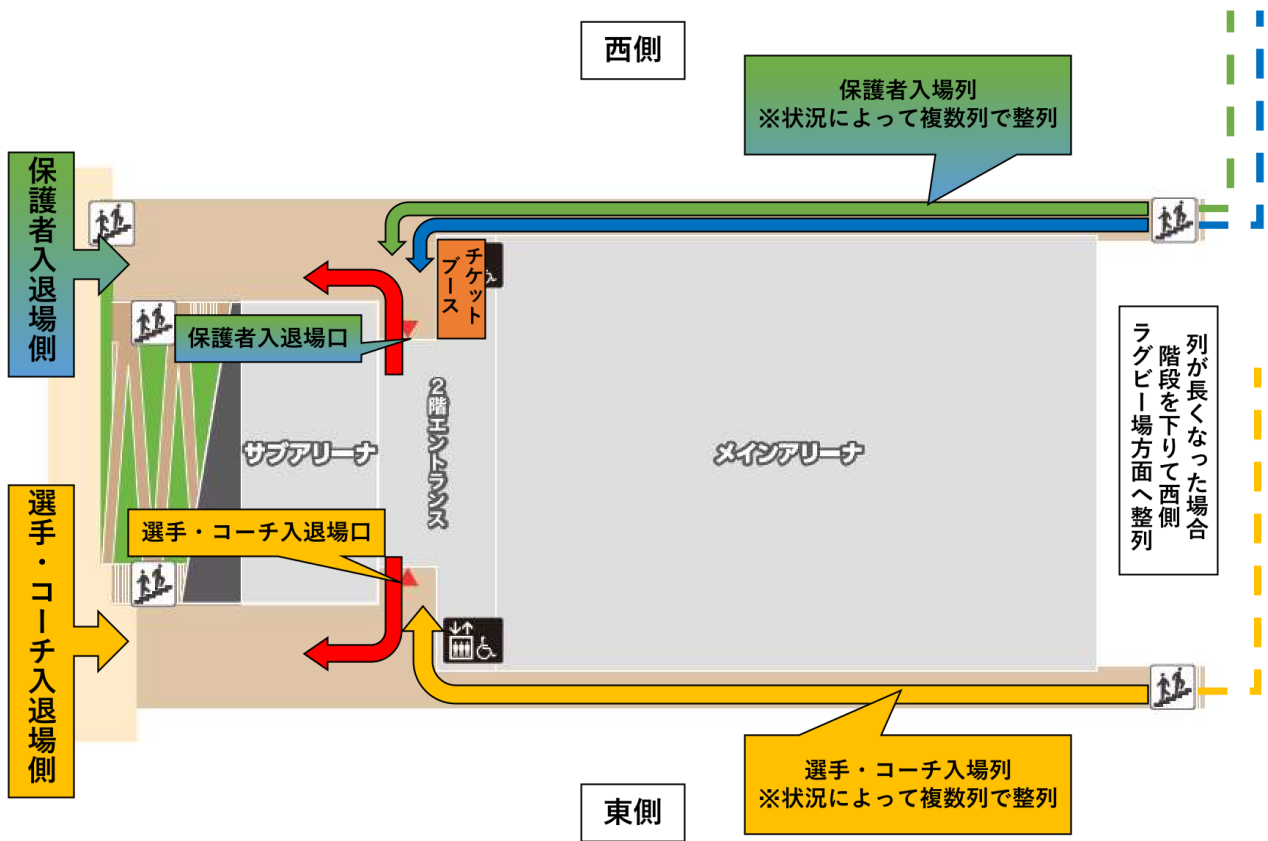 西側
保護者入場列
※状況によって複数列で整列
保護者入退場側
チケット
ブース
保護者入退場口
列が長くなった場合
階段を下りて西側
ラグビー場方面へ整列
2階エントランス
サブアリーナ
メインアリーナ
選手・コーチ入退場側
選手・コーチ入退場口
選手・コーチ入場列
※状況によって複数列で整列
東側